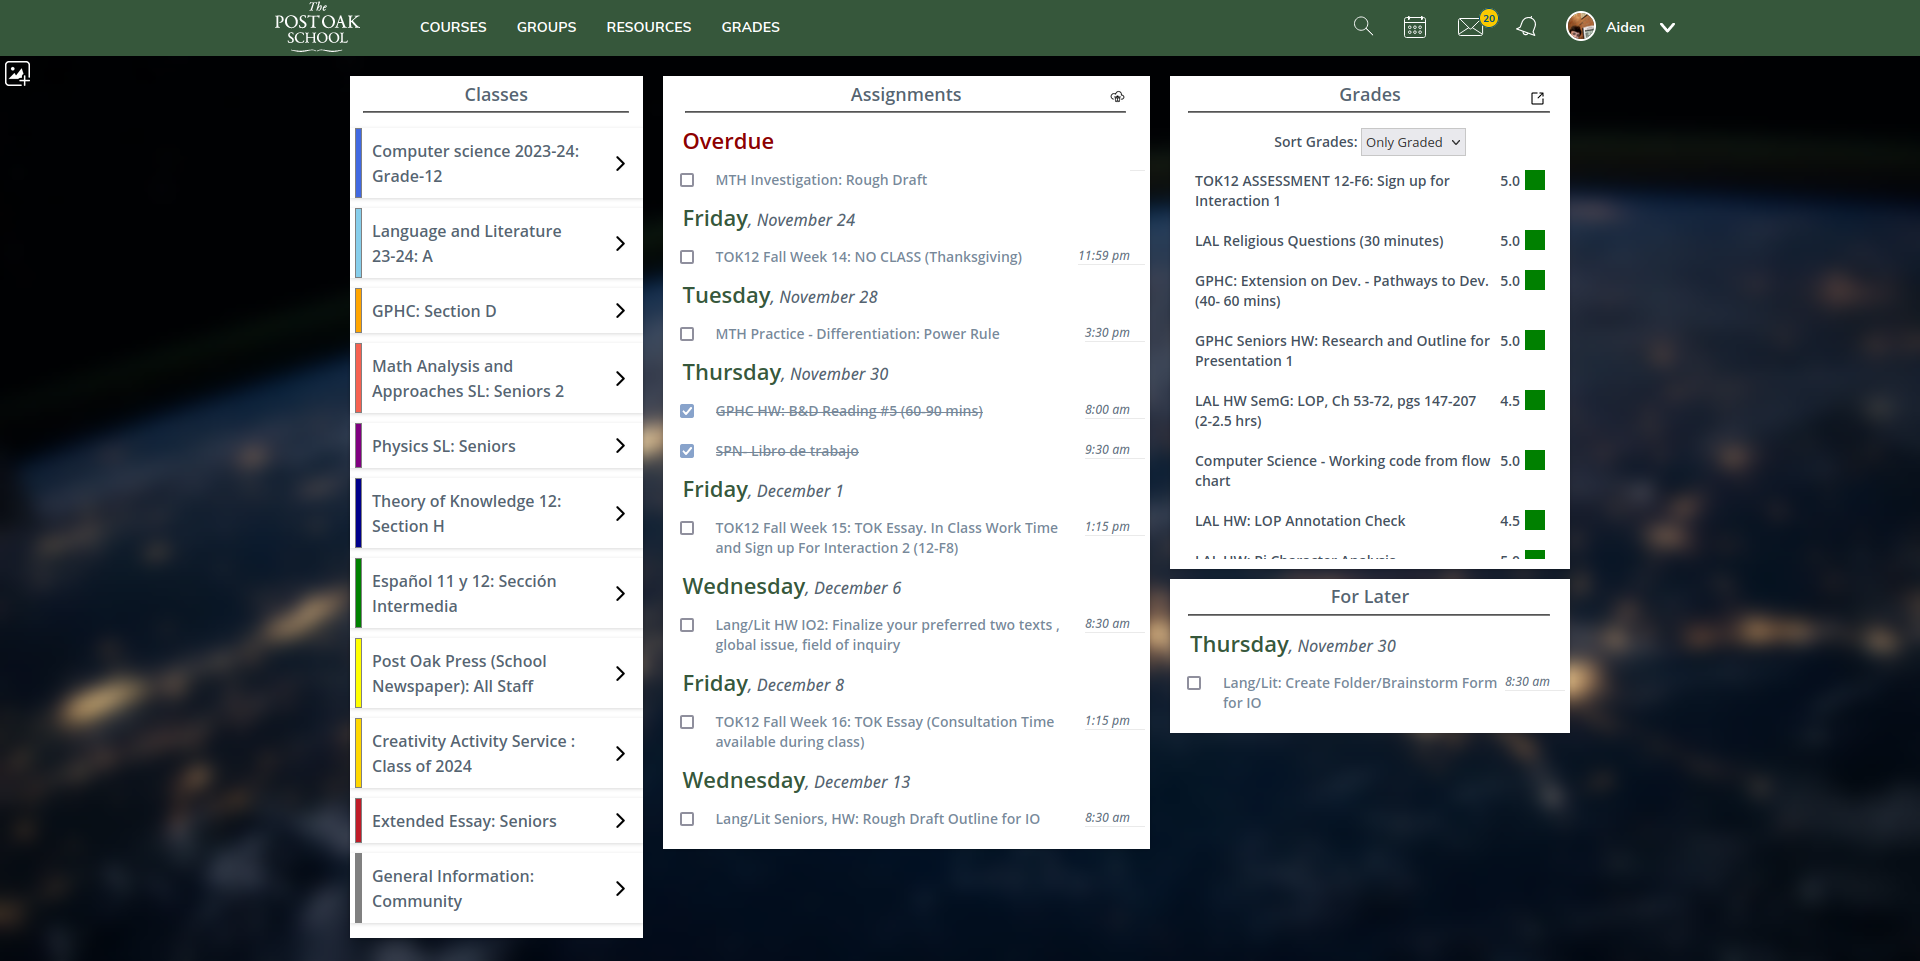 The
POST OAK
SCHOOL
COURSES
GROUPS
RESOURCES
GRADES
20
Aiden
Classes
Computer science 2023-24:
Grade-12
Language and Literature
23-24: A
GPHC: Section D
Math Analysis and
Approaches SL: Seniors 2
Physics SL: Seniors
Theory of Knowledge 12:
Section H
Español 11 y 12: Sección
Intermedia
Post Oak Press (School
Newspaper): All Staff
Creativity Activity Service :
Class of 2024
Extended Essay: Seniors
General Information:
Community
Assignments
Overdue
MTH Investigation: Rough Draft
Friday, November 24
TOK12 Fall Week 14: NO CLASS (Thanksgiving) 11:59 pm
Tuesday, November 28
MTH Practice - Differentiation: Power Rule 3:30 pm
Thursday, November 30
GPHC HW: B&D Reading #5 (60-90 mins) 8:00 am
SPN- Libro de trabajo 9:30 am
Friday, December 1
TOK12 Fall Week 15: TOK Essay. In Class Work Time 1:15 pm
and Sign up For Interaction 2 (12-F8)
Wednesday, December 6
Lang/Lit HW IO2: Finalize your preferred two texts , 8:30 am
global issue, field of inquiry
Friday, December 8
TOK12 Fall Week 16: TOK Essay (Consultation Time 1:15 pm
available during class)
Wednesday, December 13
Lang/Lit Seniors, HW: Rough Draft Outline for IO 8:30 am
Grades
Sort Grades: Only Graded
TOK12 ASSESSMENT 12-F6: Sign up for 5.0
Interaction 1
LAL Religious Questions (30 minutes) 5.0
GPHC: Extension on Dev. - Pathways to Dev. 5.0
(40- 60 mins)
GPHC Seniors HW: Research and Outline for 5.0
Presentation 1
LAL HW SemG: LOP, Ch 53-72, pgs 147-207 4.5
(2-2.5 hrs)
Computer Science - Working code from flow 5.0
chart
LAL HW: LOP Annotation Check 4.5
LAL HW: Pi Character Analysis 5.0
For Later
Thursday, November 30
Lang/Lit: Create Folder/Brainstorm Form 8:30 am
for IO